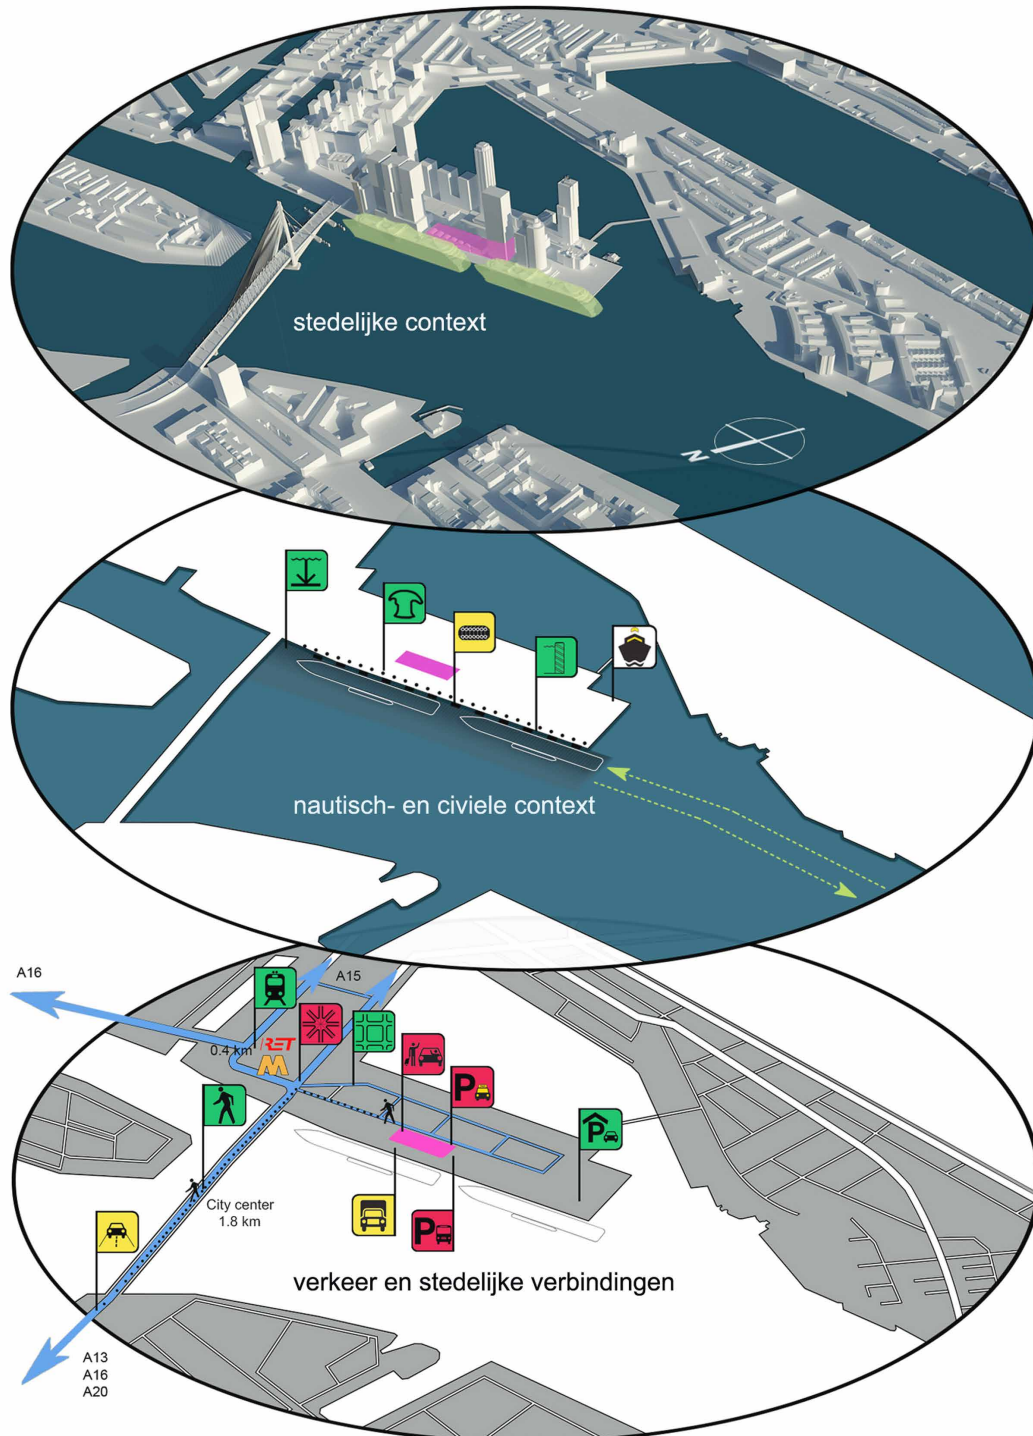 stedelijke context
N
nautisch- en civiele context
A16
A15
0.4 km
RET
M
P
P
City center
1.8 km
P
verkeer en stedelijke verbindingen
A13
A16
A20